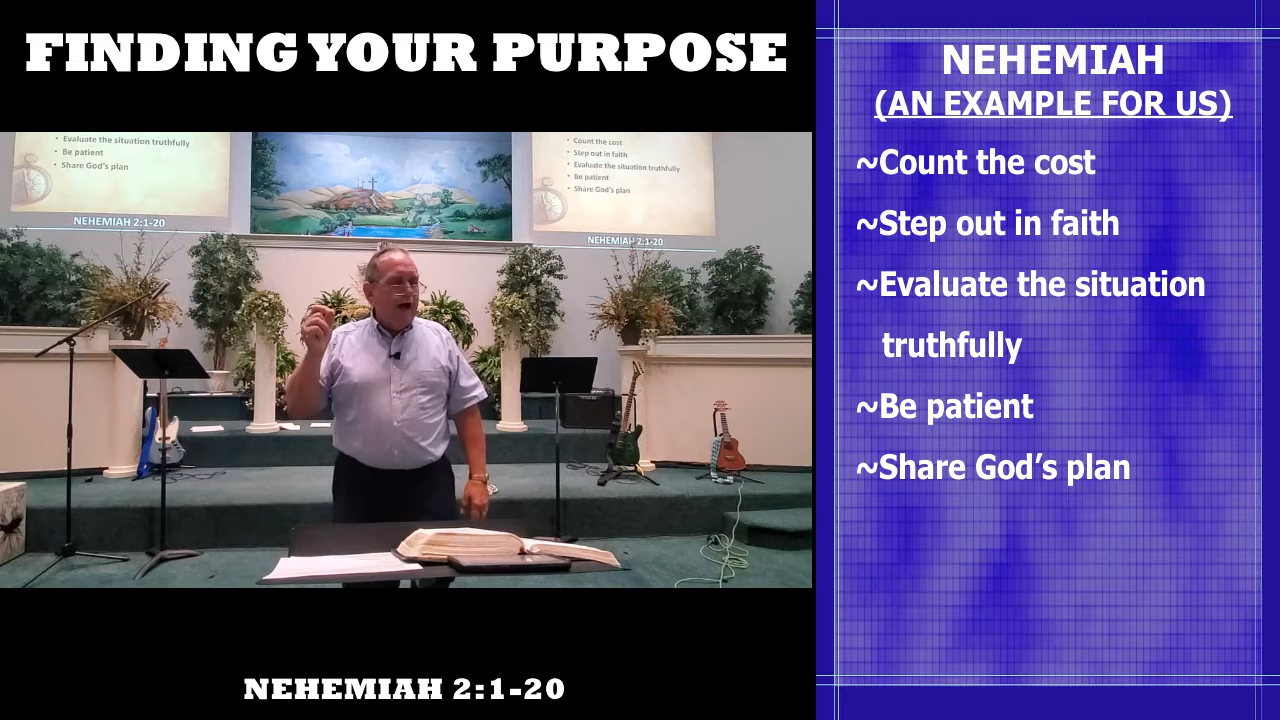 FINDING YOUR PURPOSE
Evaluate the situation truthfully
Be patient
Share God's plan
NEHEMIAH 2:1-20
Count the cost
Step out in faith
Evaluate the situation truthfully
Be patient
Share God's plan
NEHEMIAH 2:1-20
NEHEMIAH 2:1-20
NEHEMIAH
(AN EXAMPLE FOR US)
~Count the cost
~Step out in faith
~Evaluate the situation
truthfully
~Be patient
~Share God’s plan